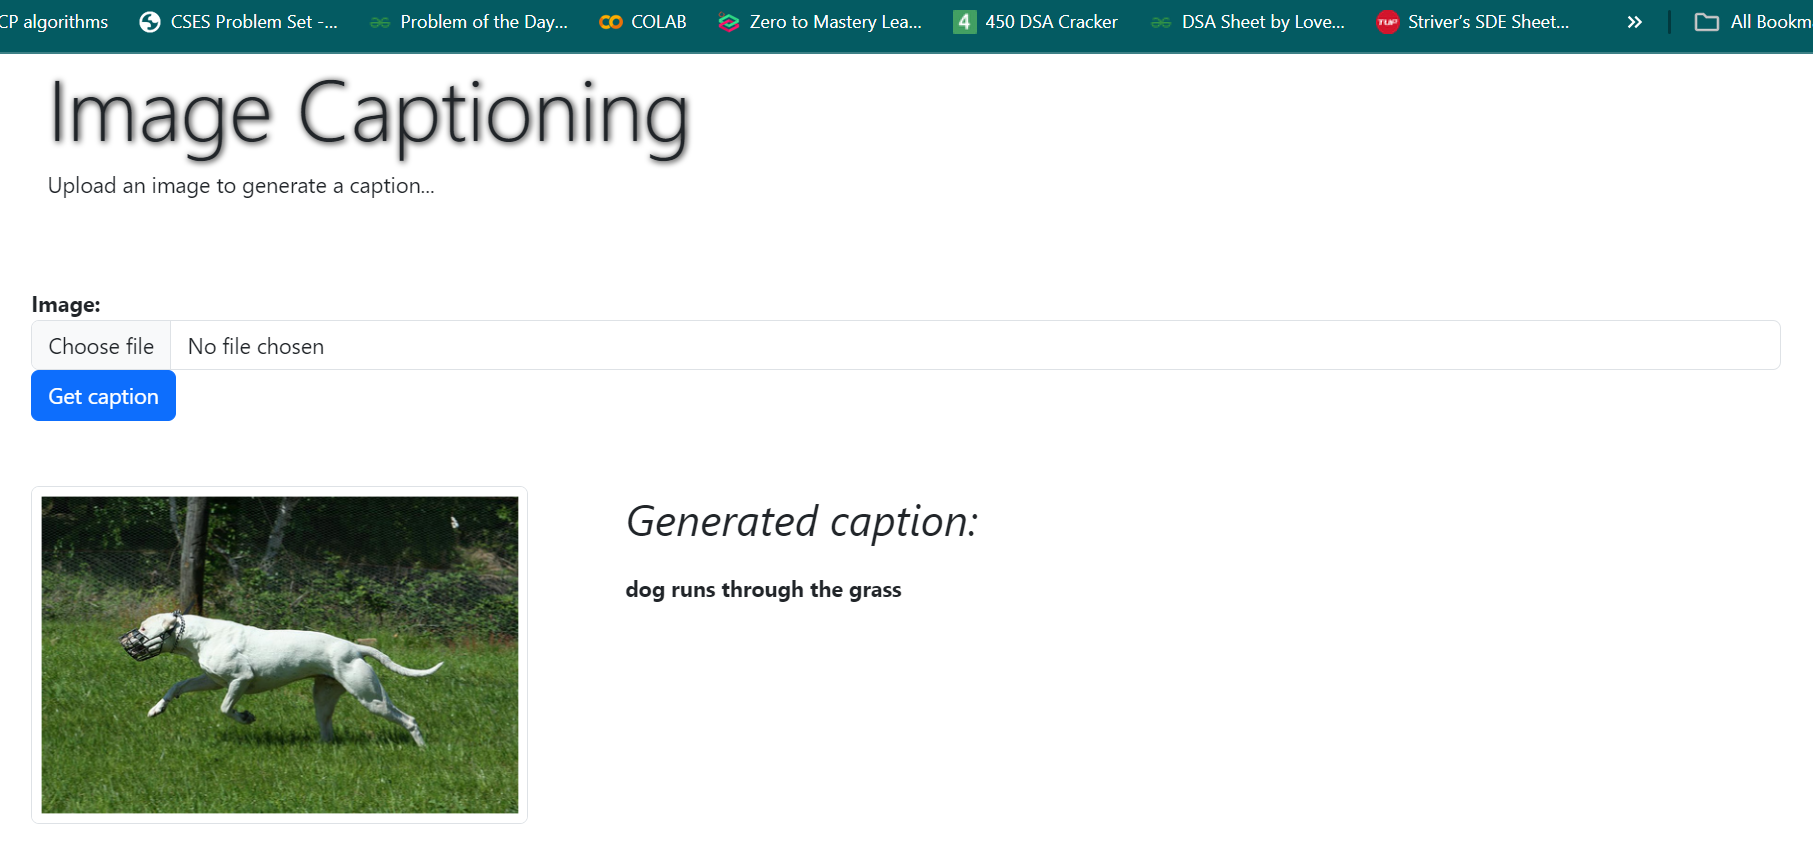 CP algorithms CSES Problem Set -... Problem of the Day... COLAB Zero to Mastery Lea... 4 450 DSA Cracker DSA Sheet by Love... TUF Striver's SDE Sheet... » All Bookm
Image Captioning
Upload an image to generate a caption...
Image:
Choose file No file chosen
Get caption
Generated caption:
dog runs through the grass